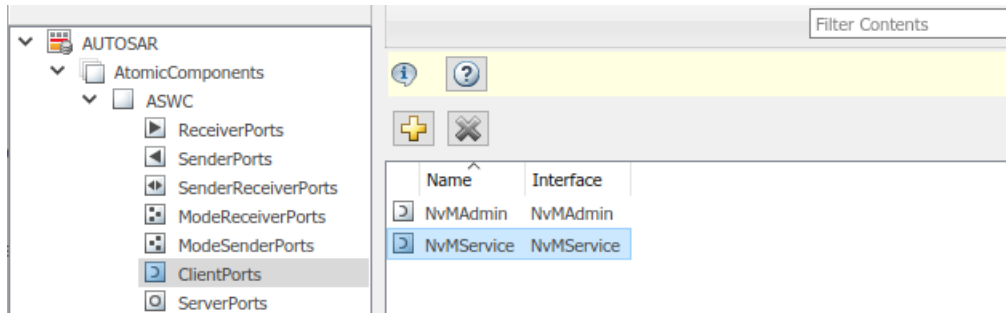 Filter Contents
AUTOSAR
AtomicComponents
ASWC
ReceiverPorts
SenderPorts
SenderReceiverPorts
ModeReceiverPorts
ModeSenderPorts
ClientPorts
ServerPorts
Name Interface
NvMAdmin NvMAdmin
NvMService NvMService